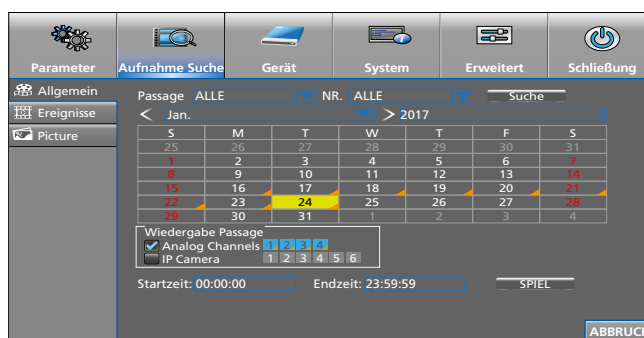 Parameter Aufnahme Suche Gerät System Erweitert Schließung
Allgemein
Ereignisse
Picture
Passage ALLE NR. ALLE Suche
< Jan. > 2017
S M T W T F S
25 26 27 28 29 30 31
1 2 3 4 5 6 7
8 9 10 11 12 13 14
15 16 17 18 19 20 21
22 23 24 25 26 27 28
29 30 31 1 2 3 4
Wiedergabe Passage
Analog Channels 1 2 3 4
IP Camera 1 2 3 4 5 6
Startzeit: 00:00:00 Endzeit: 23:59:59 SPIEL
ABBRUCH